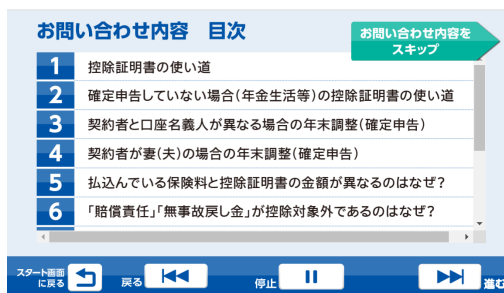 お問い合わせ内容 目次
お問い合わせ内容を
スキップ
1 控除証明書の使い道
2 確定申告していない場合(年金生活等)の控除証明書の使い道
3 契約者と口座名義人が異なる場合の年末調整(確定申告)
4 契約者が妻(夫)の場合の年末調整(確定申告)
5 払込んでいる保険料と控除証明書の金額が異なるのはなぜ?
6 「賠償責任」「無事故戻し金」が控除対象外であるのはなぜ?
スタート画面
に戻る
戻る
停止
進む